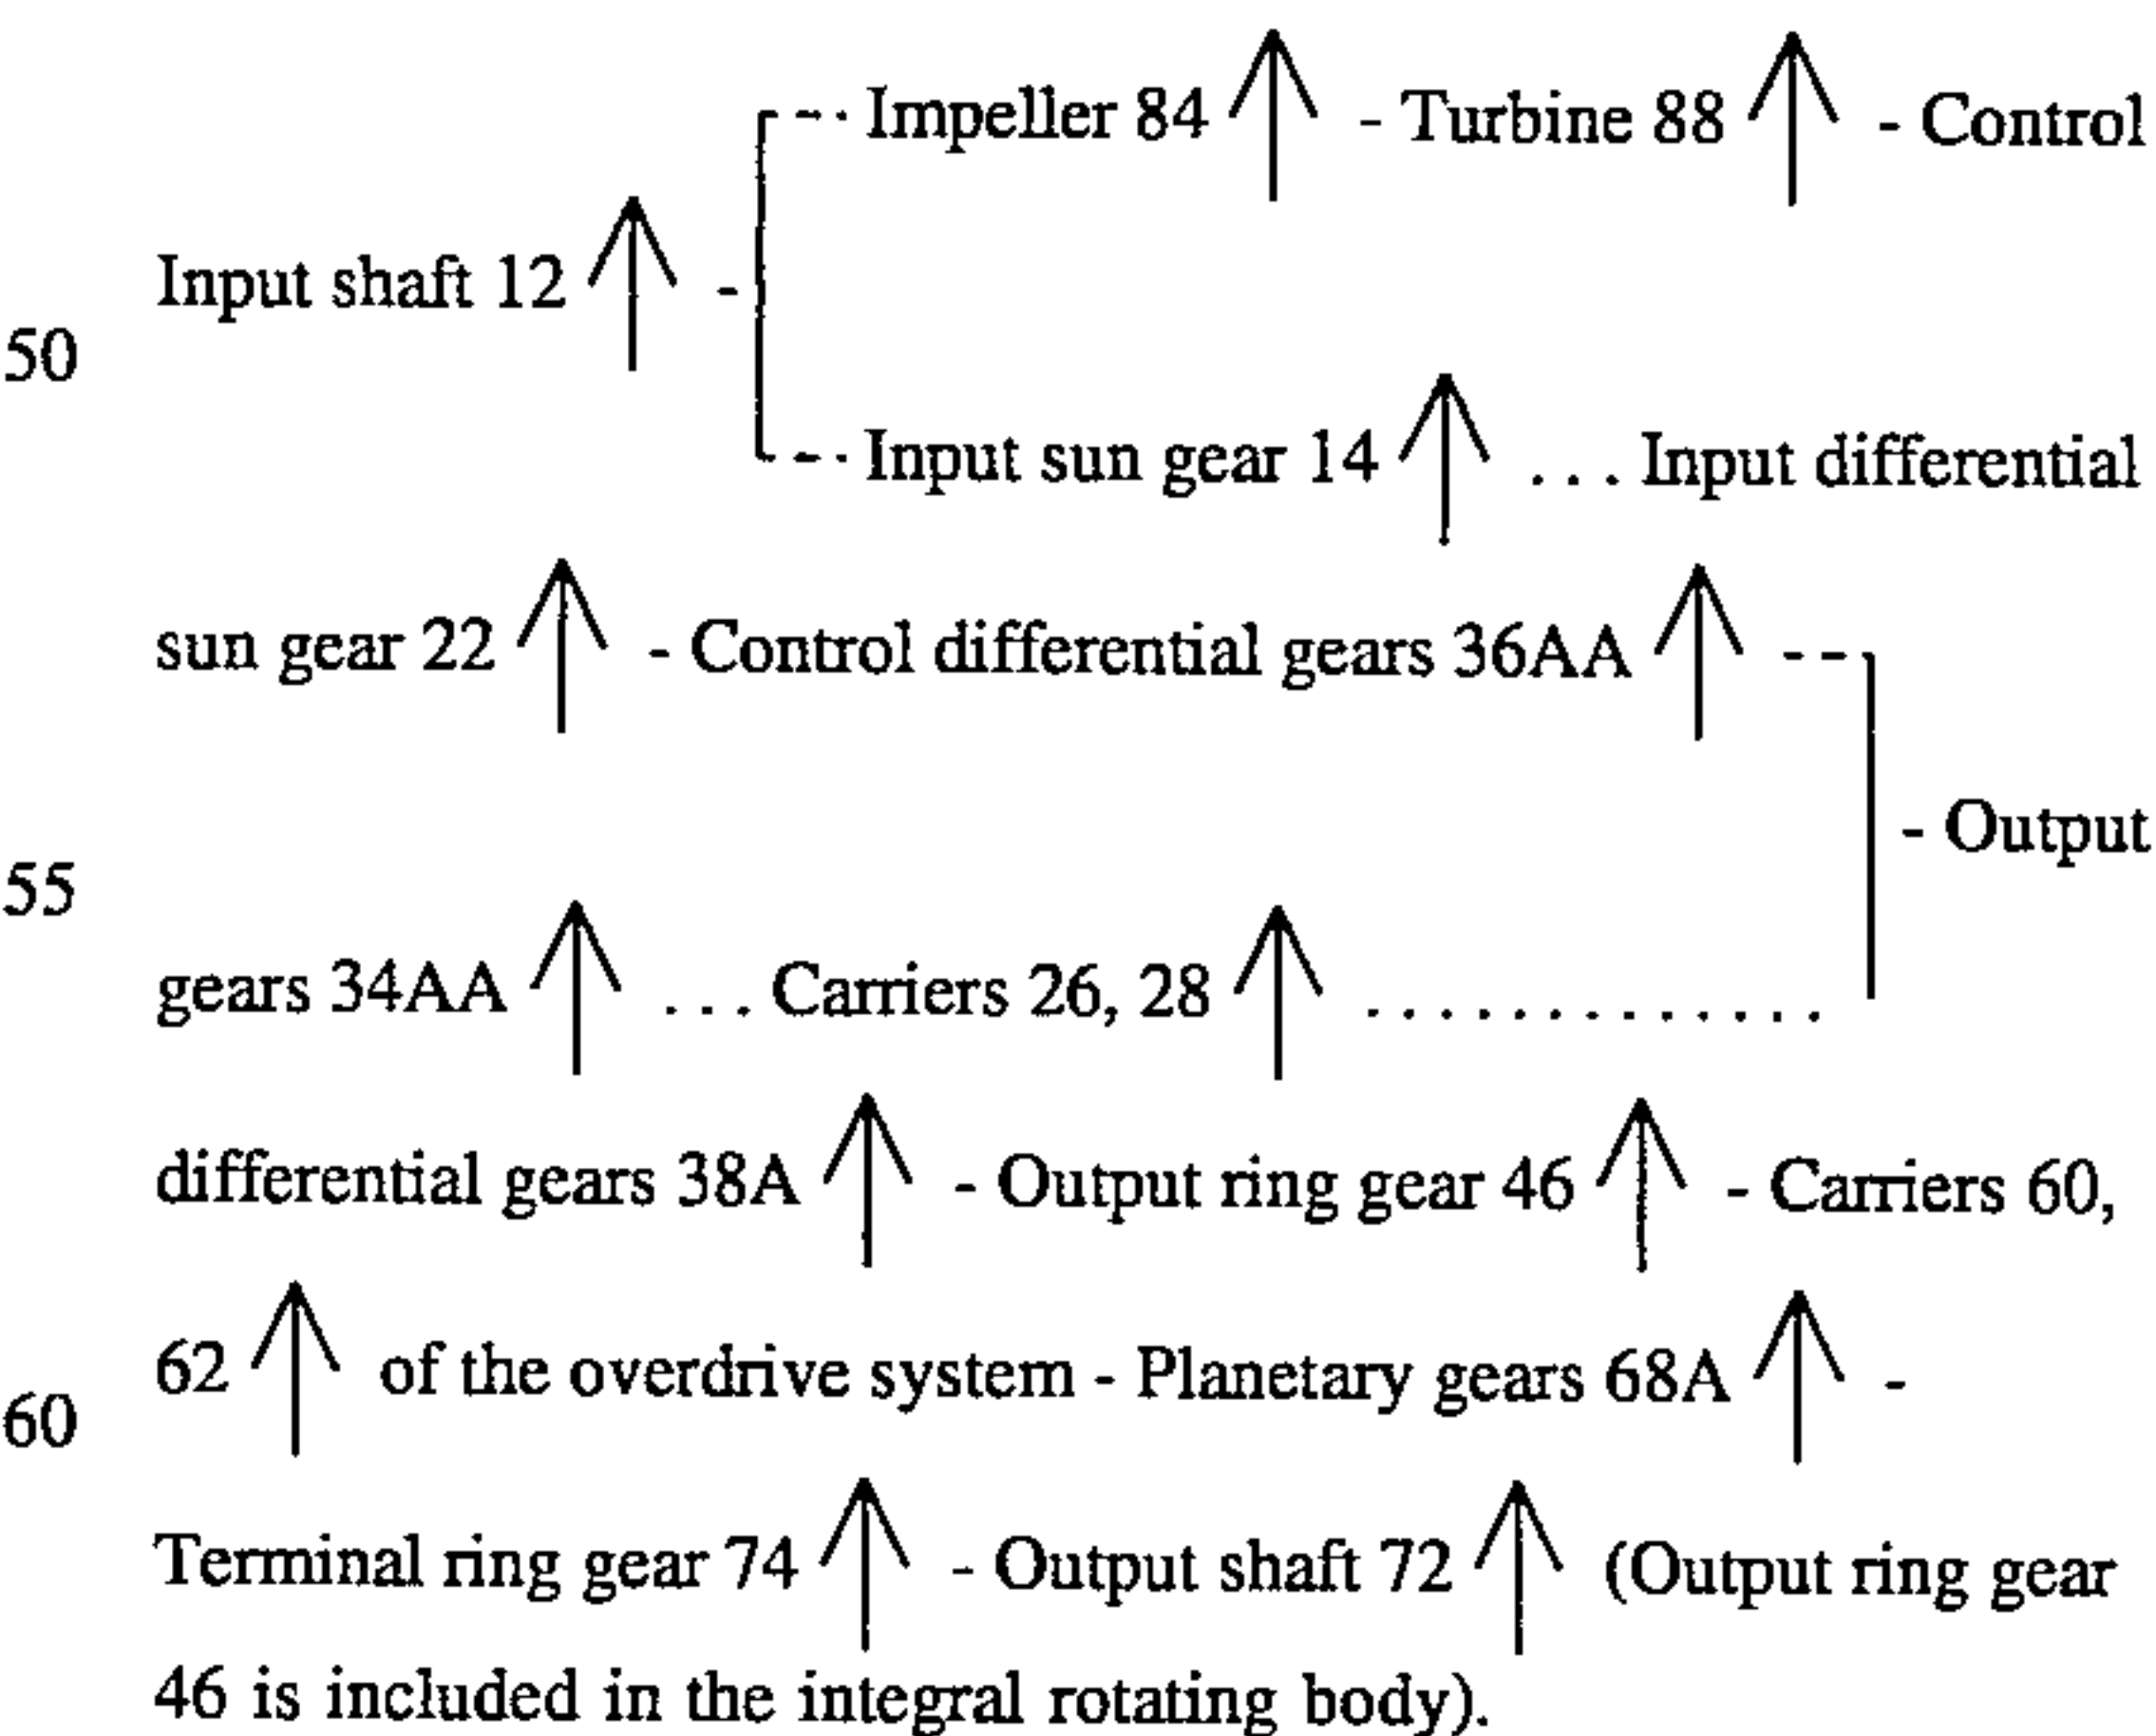 Impeller 84 ↑ - Turbine 88 ↑ - Control
Input shaft 12 ↑ -
50
Input sun gear 14 ↑ ... Input differential
sun gear 22 ↑ - Control differential gears 36AA ↑ ---
- Output
55
gears 34AA ↑ ... Carriers 26, 28 ↑ .............
differential gears 38A ↑ - Output ring gear 46 ↑ - Carriers 60,
62 ↑ of the overdrive system - Planetary gears 68A ↑ -
60
Terminal ring gear 74 ↑ - Output shaft 72 ↑ (Output ring gear
46 is included in the integral rotating body).